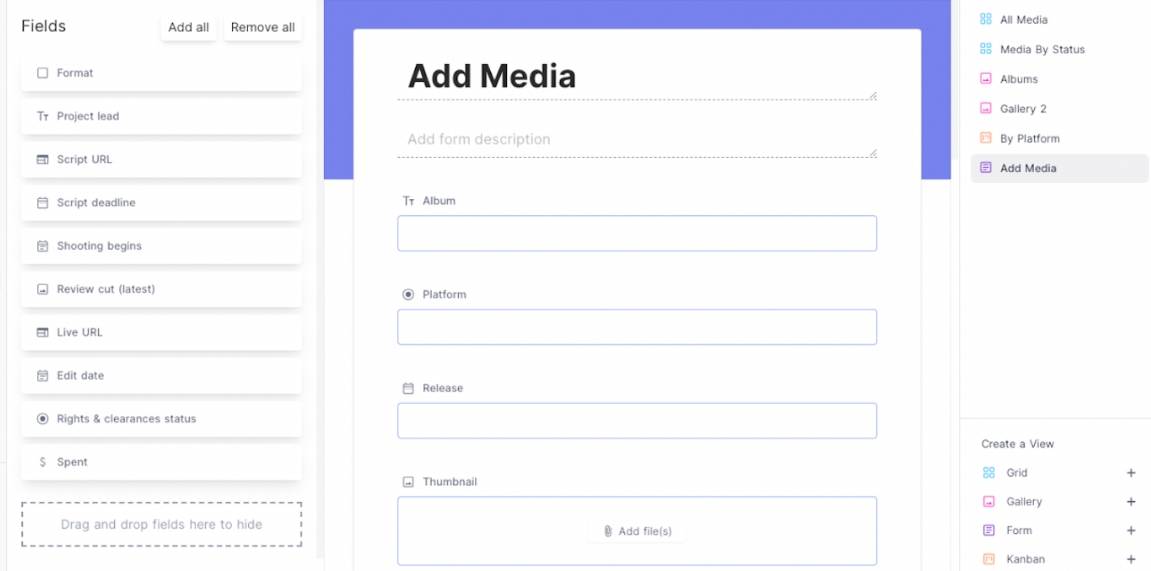 Fields
Add all
Remove all
Format
Project lead
Script URL
Script deadline
Shooting begins
Review cut (latest)
Live URL
Edit date
Rights & clearances status
$ Spent
Drag and drop fields here to hide
Add Media
Add form description
Tт Album
Platform
Release
Thumbnail
Add file(s)
All Media
Media By Status
Albums
Gallery 2
By Platform
Add Media
Create a View
Grid +
Gallery +
Form +
Kanban +